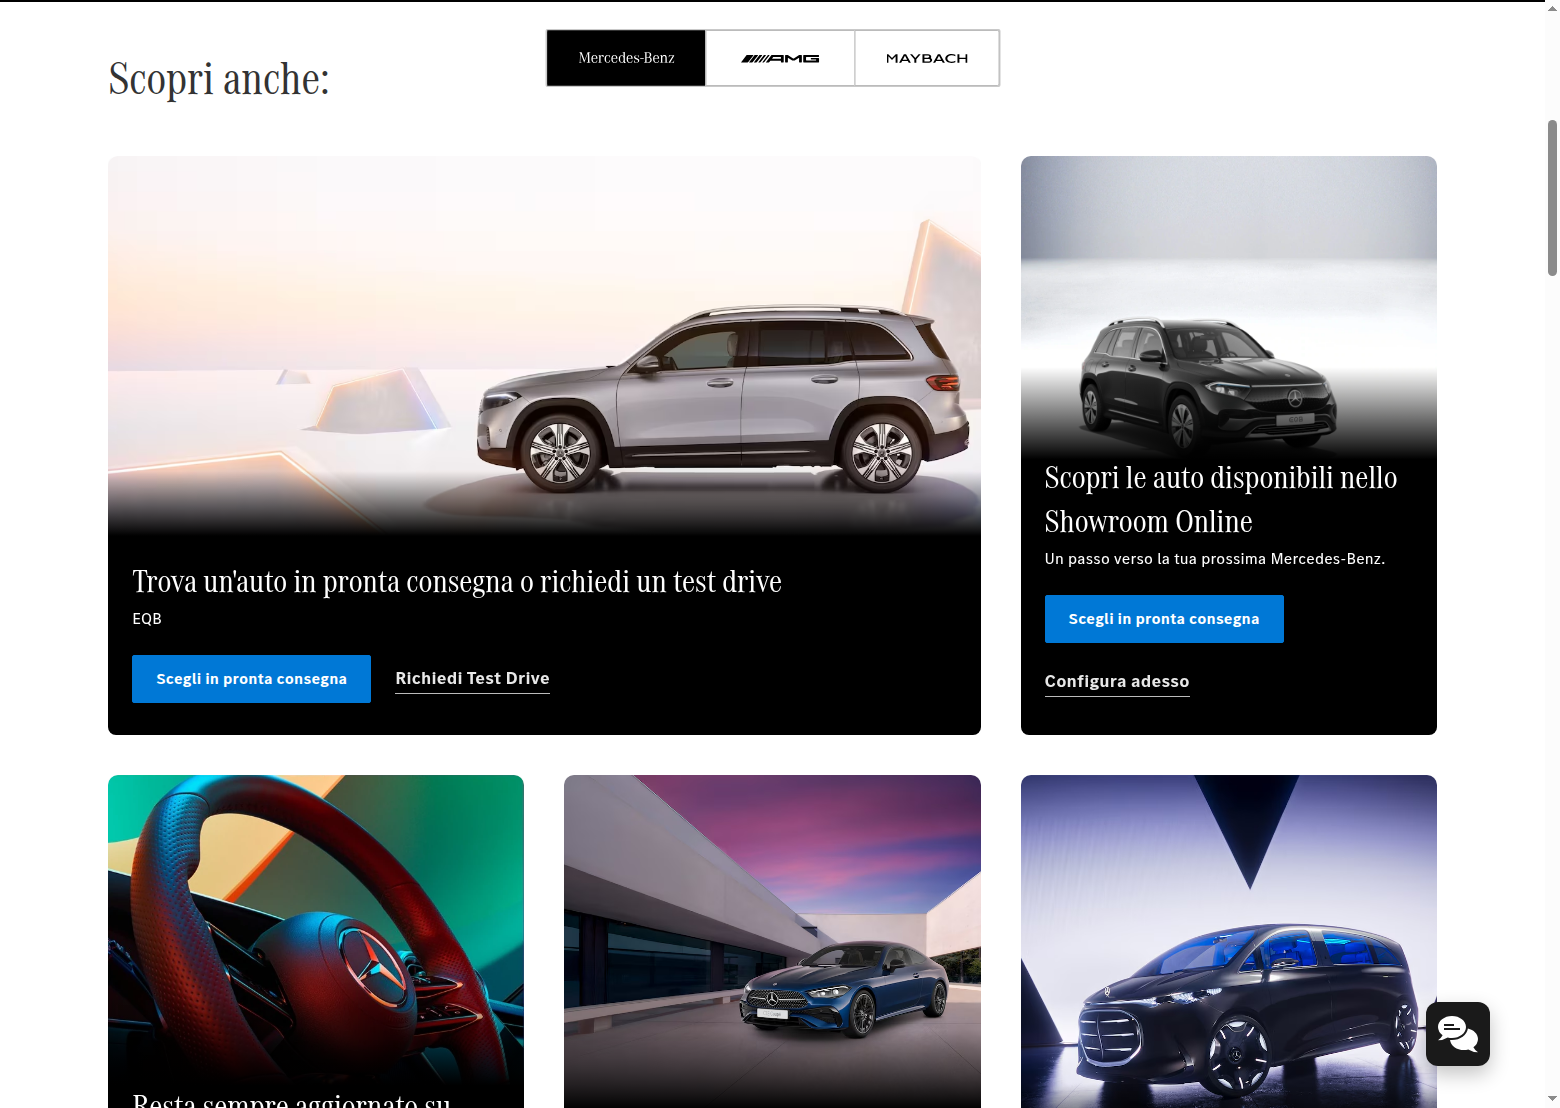 Scopri anche:
Mercedes-Benz
AMG
MAYBACH
Trova un'auto in pronta consegna o richiedi un test drive
EQB
Scegli in pronta consegna
Richiedi Test Drive
EQB
Scopri le auto disponibili nello
Showroom Online
Un passo verso la tua prossima Mercedes-Benz.
Scegli in pronta consegna
Configura adesso
Resta sempre aggiornato su